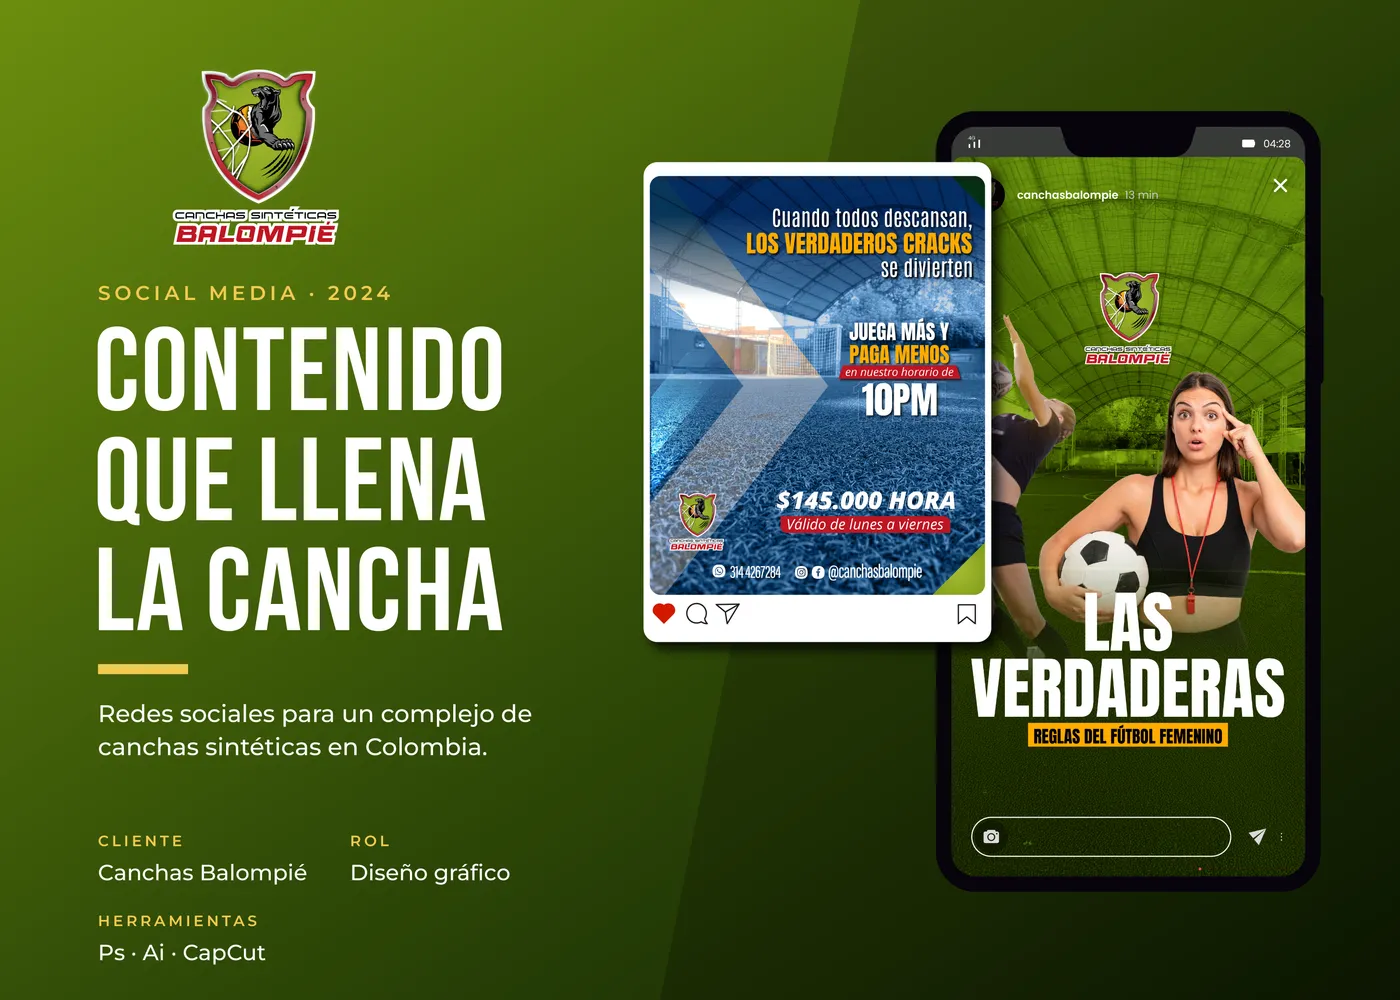 CANCHAS SINTÉTICAS
BALOMPIÉ
SOCIAL MEDIA · 2024
CONTENIDO
QUE LLENA
LA CANCHA
Redes sociales para un complejo de
canchas sintéticas en Colombia.
CLIENTE
Canchas Balompié
ROL
Diseño gráfico
HERRAMIENTAS
Ps · Ai · CapCut
Cuando todos descansan,
LOS VERDADEROS CRACKS
se divierten
JUEGA MÁS Y
PAGA MENOS
en nuestro horario de
10PM
$145.000 HORA
Válido de lunes a viernes
CANCHAS SINTÉTICAS
BALOMPIÉ
314 4267284
@canchasbalompie
4G
04:28
canchasbalompie 13 min
CANCHAS SINTÉTICAS
BALOMPIÉ
LAS
VERDADERAS
REGLAS DEL FÚTBOL FEMENINO